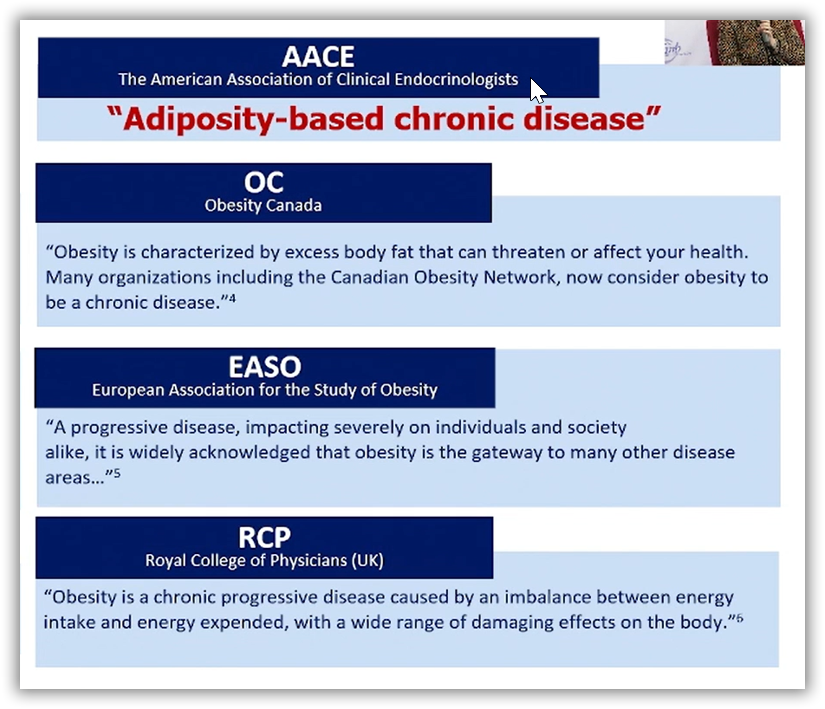 AACE
The American Association of Clinical Endocrinologists
“Adiposity-based chronic disease”
OC
Obesity Canada
“Obesity is characterized by excess body fat that can threaten or affect your health.
Many organizations including the Canadian Obesity Network, now consider obesity to
be a chronic disease.”⁴
EASO
European Association for the Study of Obesity
“A progressive disease, impacting severely on individuals and society
alike, it is widely acknowledged that obesity is the gateway to many other disease
areas...”⁵
RCP
Royal College of Physicians (UK)
“Obesity is a chronic progressive disease caused by an imbalance between energy
intake and energy expended, with a wide range of damaging effects on the body.”⁶